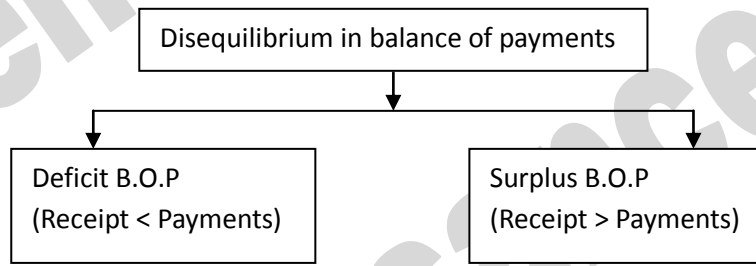 Disequilibrium in balance of payments
Deficit B.O.P
(Receipt < Payments)
Surplus B.O.P
(Receipt > Payments)